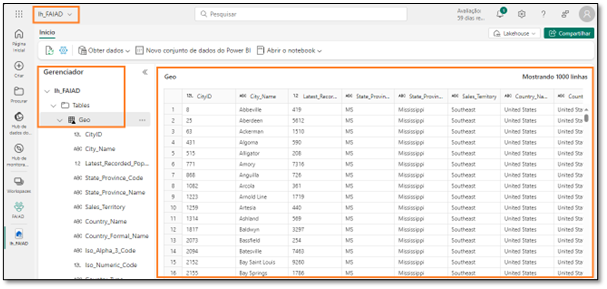 lh_FAIAD
Pesquisar
Avaliação:
59 dias re...
Início
Lakehouse
Compartilhar
Obter dados
Novo conjunto de dados do Power BI
Abrir o notebook
Página
Inicial
Criar
Procurar
Hub de
dados do...
Hub de
monitora...
Workspaces
FAIAD
lh_FAIAD
Gerenciador
lh_FAIAD
Tables
Geo
CityID
City_Name
Latest_Recorded_Pop...
State_Province_Code
State_Province_Name
Sales_Territory
Country_Name
Country_Formal_Name
Iso_Alpha_3_Code
Iso_Numeric_Code
Geo
Mostrando 1000 linhas
CityID City_Name Latest_Recor... State_Provin... State_Provin... Sales_Territory Country_Na... Count
1 6 Abbeville 419 MS Mississippi Southeast United States United Sta
2 25 Aberdeen 5612 MS Mississippi Southeast United States United Sta
3 63 Ackerman 1510 MS Mississippi Southeast United States United Sta
4 431 Algoma 590 MS Mississippi Southeast United States United Sta
5 515 Alligator 208 MS Mississippi Southeast United States United Sta
6 771 Amory 7316 MS Mississippi Southeast United States United Sta
7 868 Anguilla 726 MS Mississippi Southeast United States United Sta
8 1082 Arcola 361 MS Mississippi Southeast United States United Sta
9 1223 Arnold Line 1719 MS Mississippi Southeast United States United Sta
10 1259 Artesia 440 MS Mississippi Southeast United States United Sta
11 1314 Ashland 569 MS Mississippi Southeast United States United Sta
12 1817 Baldwyn 3297 MS Mississippi Southeast United States United Sta
13 2073 Bassfield 254 MS Mississippi Southeast United States United Sta
14 2094 Batesville 7463 MS Mississippi Southeast United States United Sta
15 2152 Bay Saint Louis 9260 MS Mississippi Southeast United States United Sta
16 2155 Bay Springs 1786 MS Mississippi Southeast United States United Sta